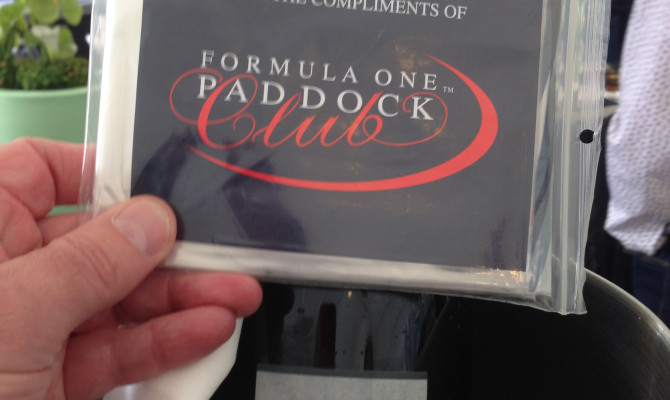 COMPLIMENTS OF
FORMULA ONE
PADDOCK™
Club